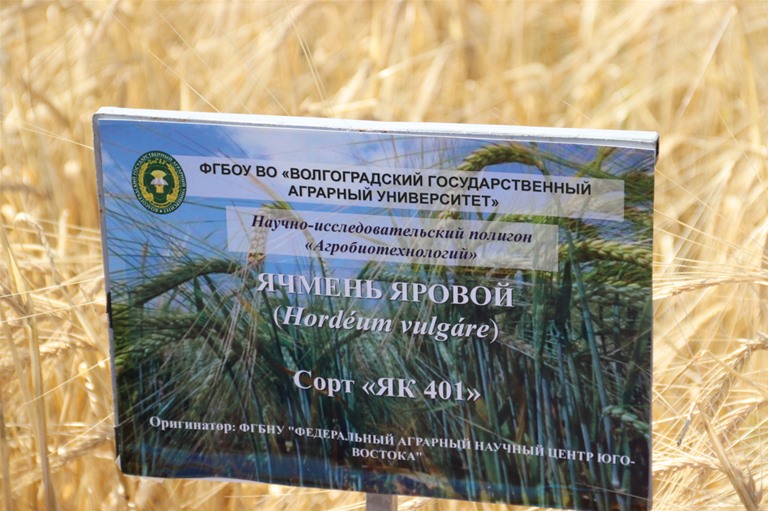 ФГБОУ ВО «ВОЛГОГРАДСКИЙ ГОСУДАРСТВЕННЫЙ
АГРАРНЫЙ УНИВЕРСИТЕТ»
Научно-исследовательский полигон
«Агробиотехнологий»
ЯЧМЕНЬ ЯРОВОЙ
(Hordéum vulgáre)
Сорт «ЯК 401»
Оригинатор: ФГБНУ "ФЕДЕРАЛЬНЫЙ АГРАРНЫЙ НАУЧНЫЙ ЦЕНТР ЮГО-
ВОСТОКА"